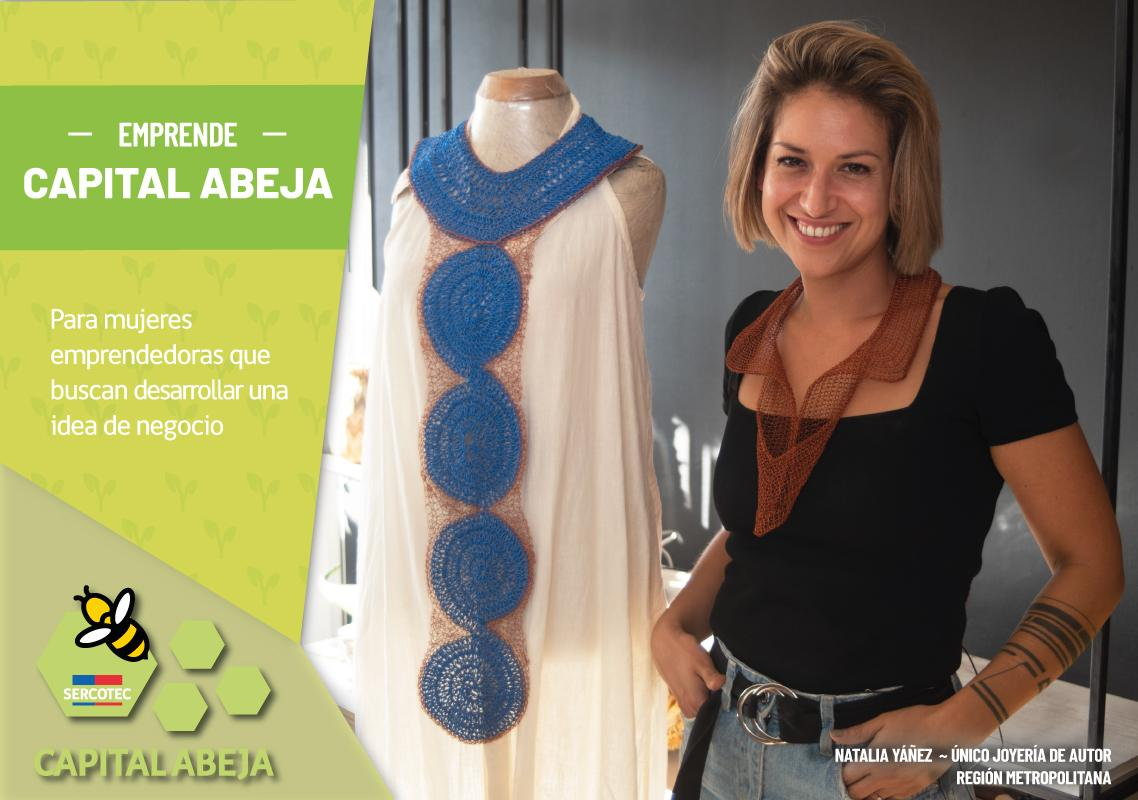 — EMPRENDE —
CAPITAL ABEJA
Para mujeres
emprendedoras que
buscan desarrollar una
idea de negocio
SERCOTEC
CAPITAL ABEJA
NATALIA YÁÑEZ ~ ÚNICO JOYERÍA DE AUTOR
REGIÓN METROPOLITANA